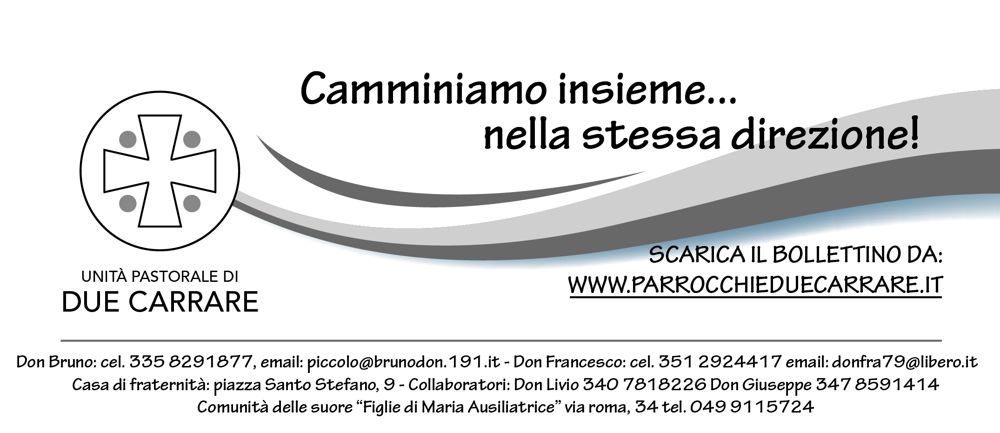 Camminiamo insieme...
nella stessa direzione!
UNITÀ PASTORALE DI
DUE CARRARE
SCARICA IL BOLLETTINO DA:
WWW.PARROCCHIEDUECARRARE.IT
Don Bruno: cel. 335 8291877, email: piccolo@brunodon.191.it - Don Francesco: cel. 351 2924417 email: donfra79@libero.it
Casa di fraternità: piazza Santo Stefano, 9 - Collaboratori: Don Livio 340 7818226 Don Giuseppe 347 8591414
Comunità delle suore “Figlie di Maria Ausiliatrice” via roma, 34 tel. 049 9115724